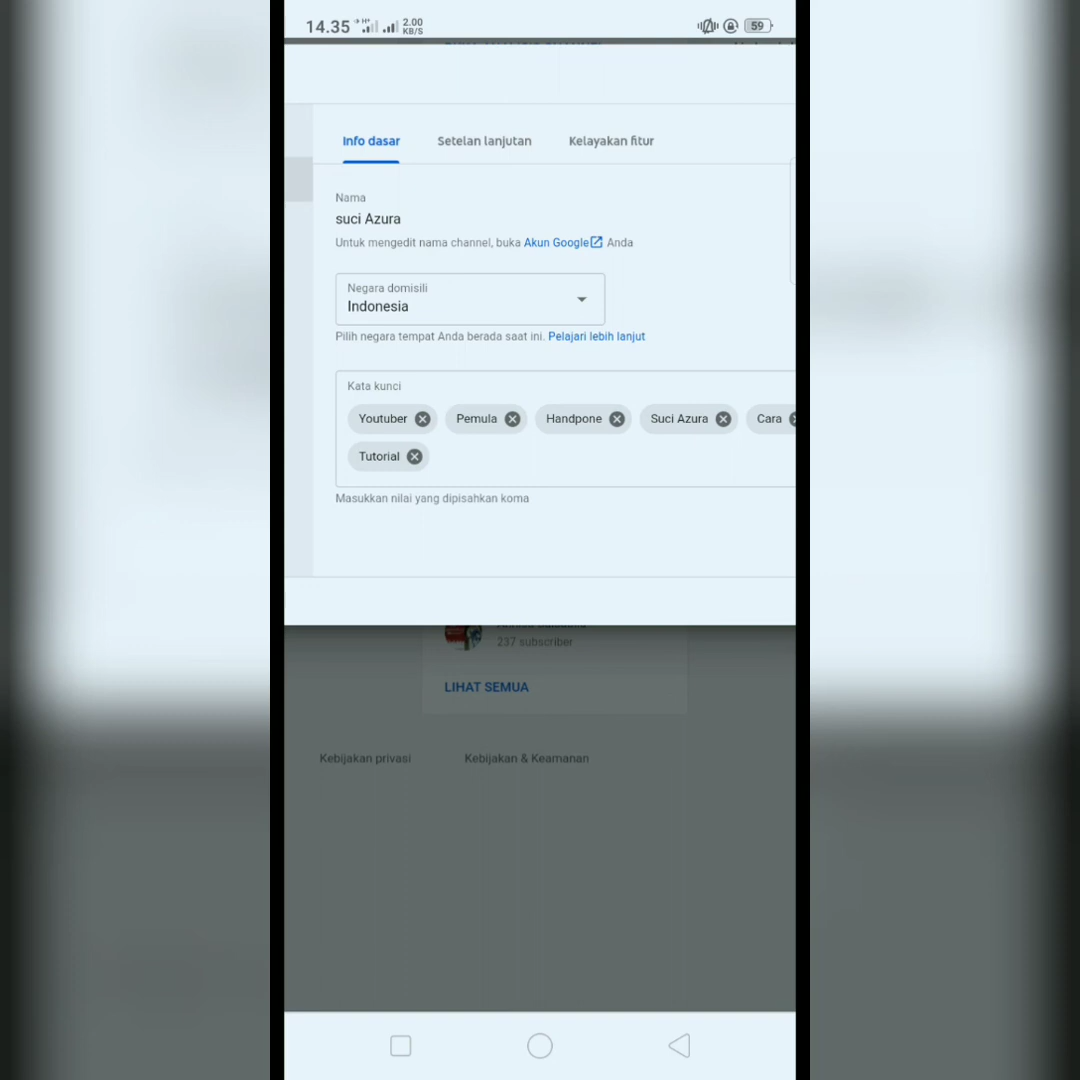 14.35 H+ 2.00 KB/S 59
Info dasar Setelan lanjutan Kelayakan fitur
Nama
suci Azura
Untuk mengedit nama channel, buka Akun Google Anda
Negara domisili
Indonesia
Pilih negara tempat Anda berada saat ini. Pelajari lebih lanjut
Kata kunci
Youtuber Pemula Handpone Suci Azura Cara
Tutorial
Masukkan nilai yang dipisahkan koma
237 subscriber
LIHAT SEMUA
Kebijakan privasi Kebijakan & Keamanan